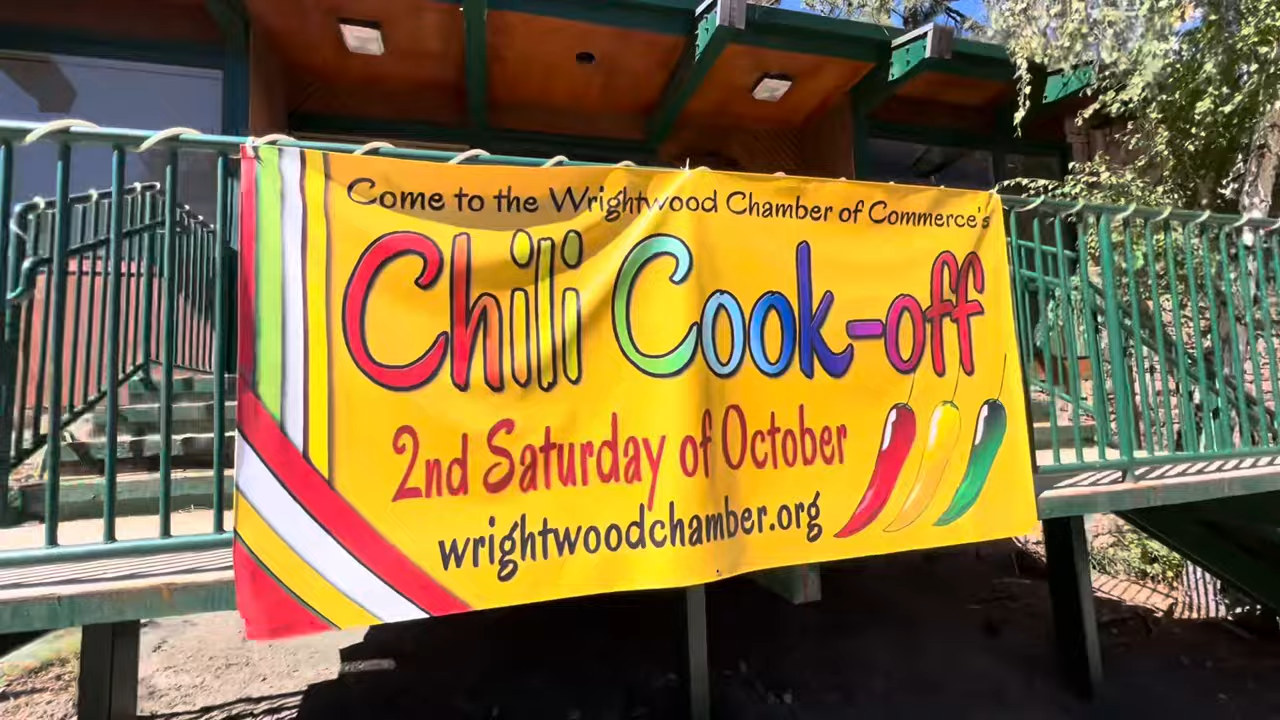 Come to the Wrightwood Chamber of Commerce's
Chili Cook-off
2nd Saturday of October
wrightwoodchamber.org